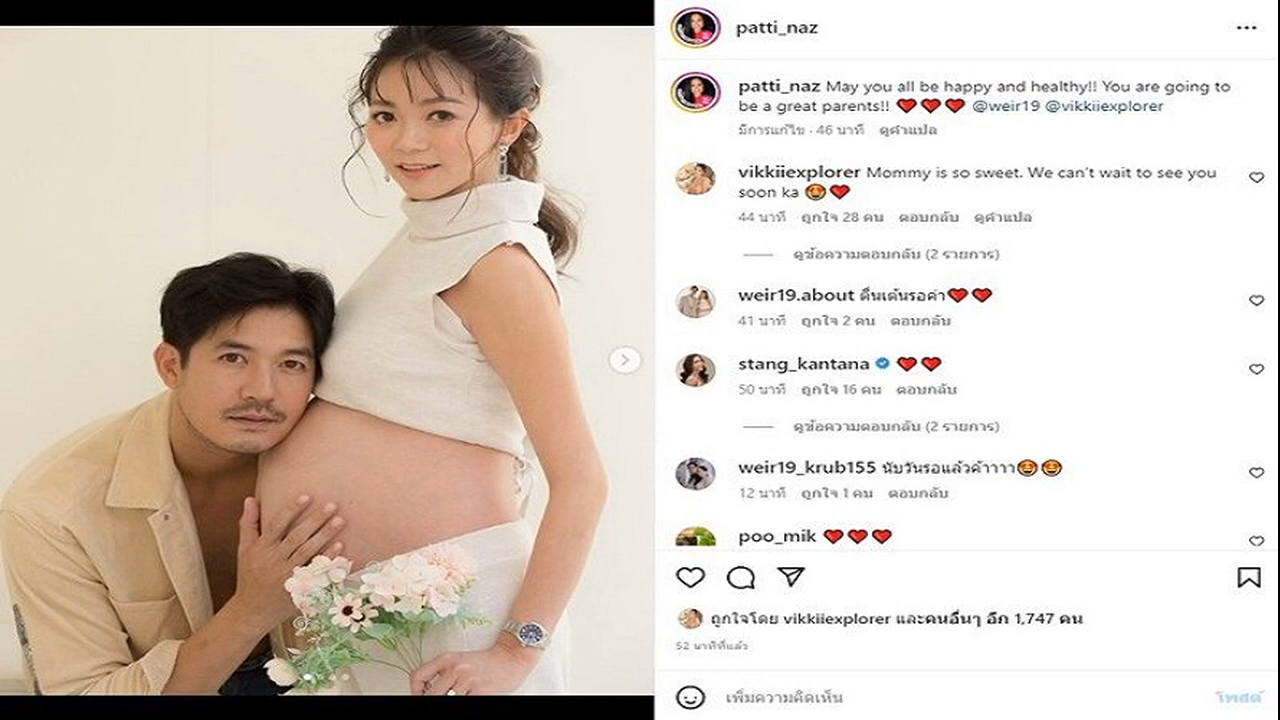 patti_naz
patti_naz May you all be happy and healthy!! You are going to
be a great parents!! ❤️❤️❤️ @weir19 @vikkiiexplorer
มีการแก้ไข · 46 นาที ดูคำแปล
vikkiiexplorer Mommy is so sweet. We can't wait to see you
soon ka 🤩❤️
44 นาที ถูกใจ 28 คน ตอบกลับ ดูคำแปล
ดูข้อความตอบกลับ (2 รายการ)
weir19.about ตื่นเต้นรอค่า❤️❤️
41 นาที ถูกใจ 2 คน ตอบกลับ
stang_kantana ❤️❤️
50 นาที ถูกใจ 16 คน ตอบกลับ
ดูข้อความตอบกลับ (2 รายการ)
weir19_krub155 นับวันรอแล้วค้าาาา🤩🤩
12 นาที ถูกใจ 1 คน ตอบกลับ
poo_mik ❤️❤️❤️
ถูกใจโดย vikkiiexplorer และคนอื่นๆ อีก 1,747 คน
52 นาทีที่แล้ว
เพิ่มความคิดเห็น
โพสต์